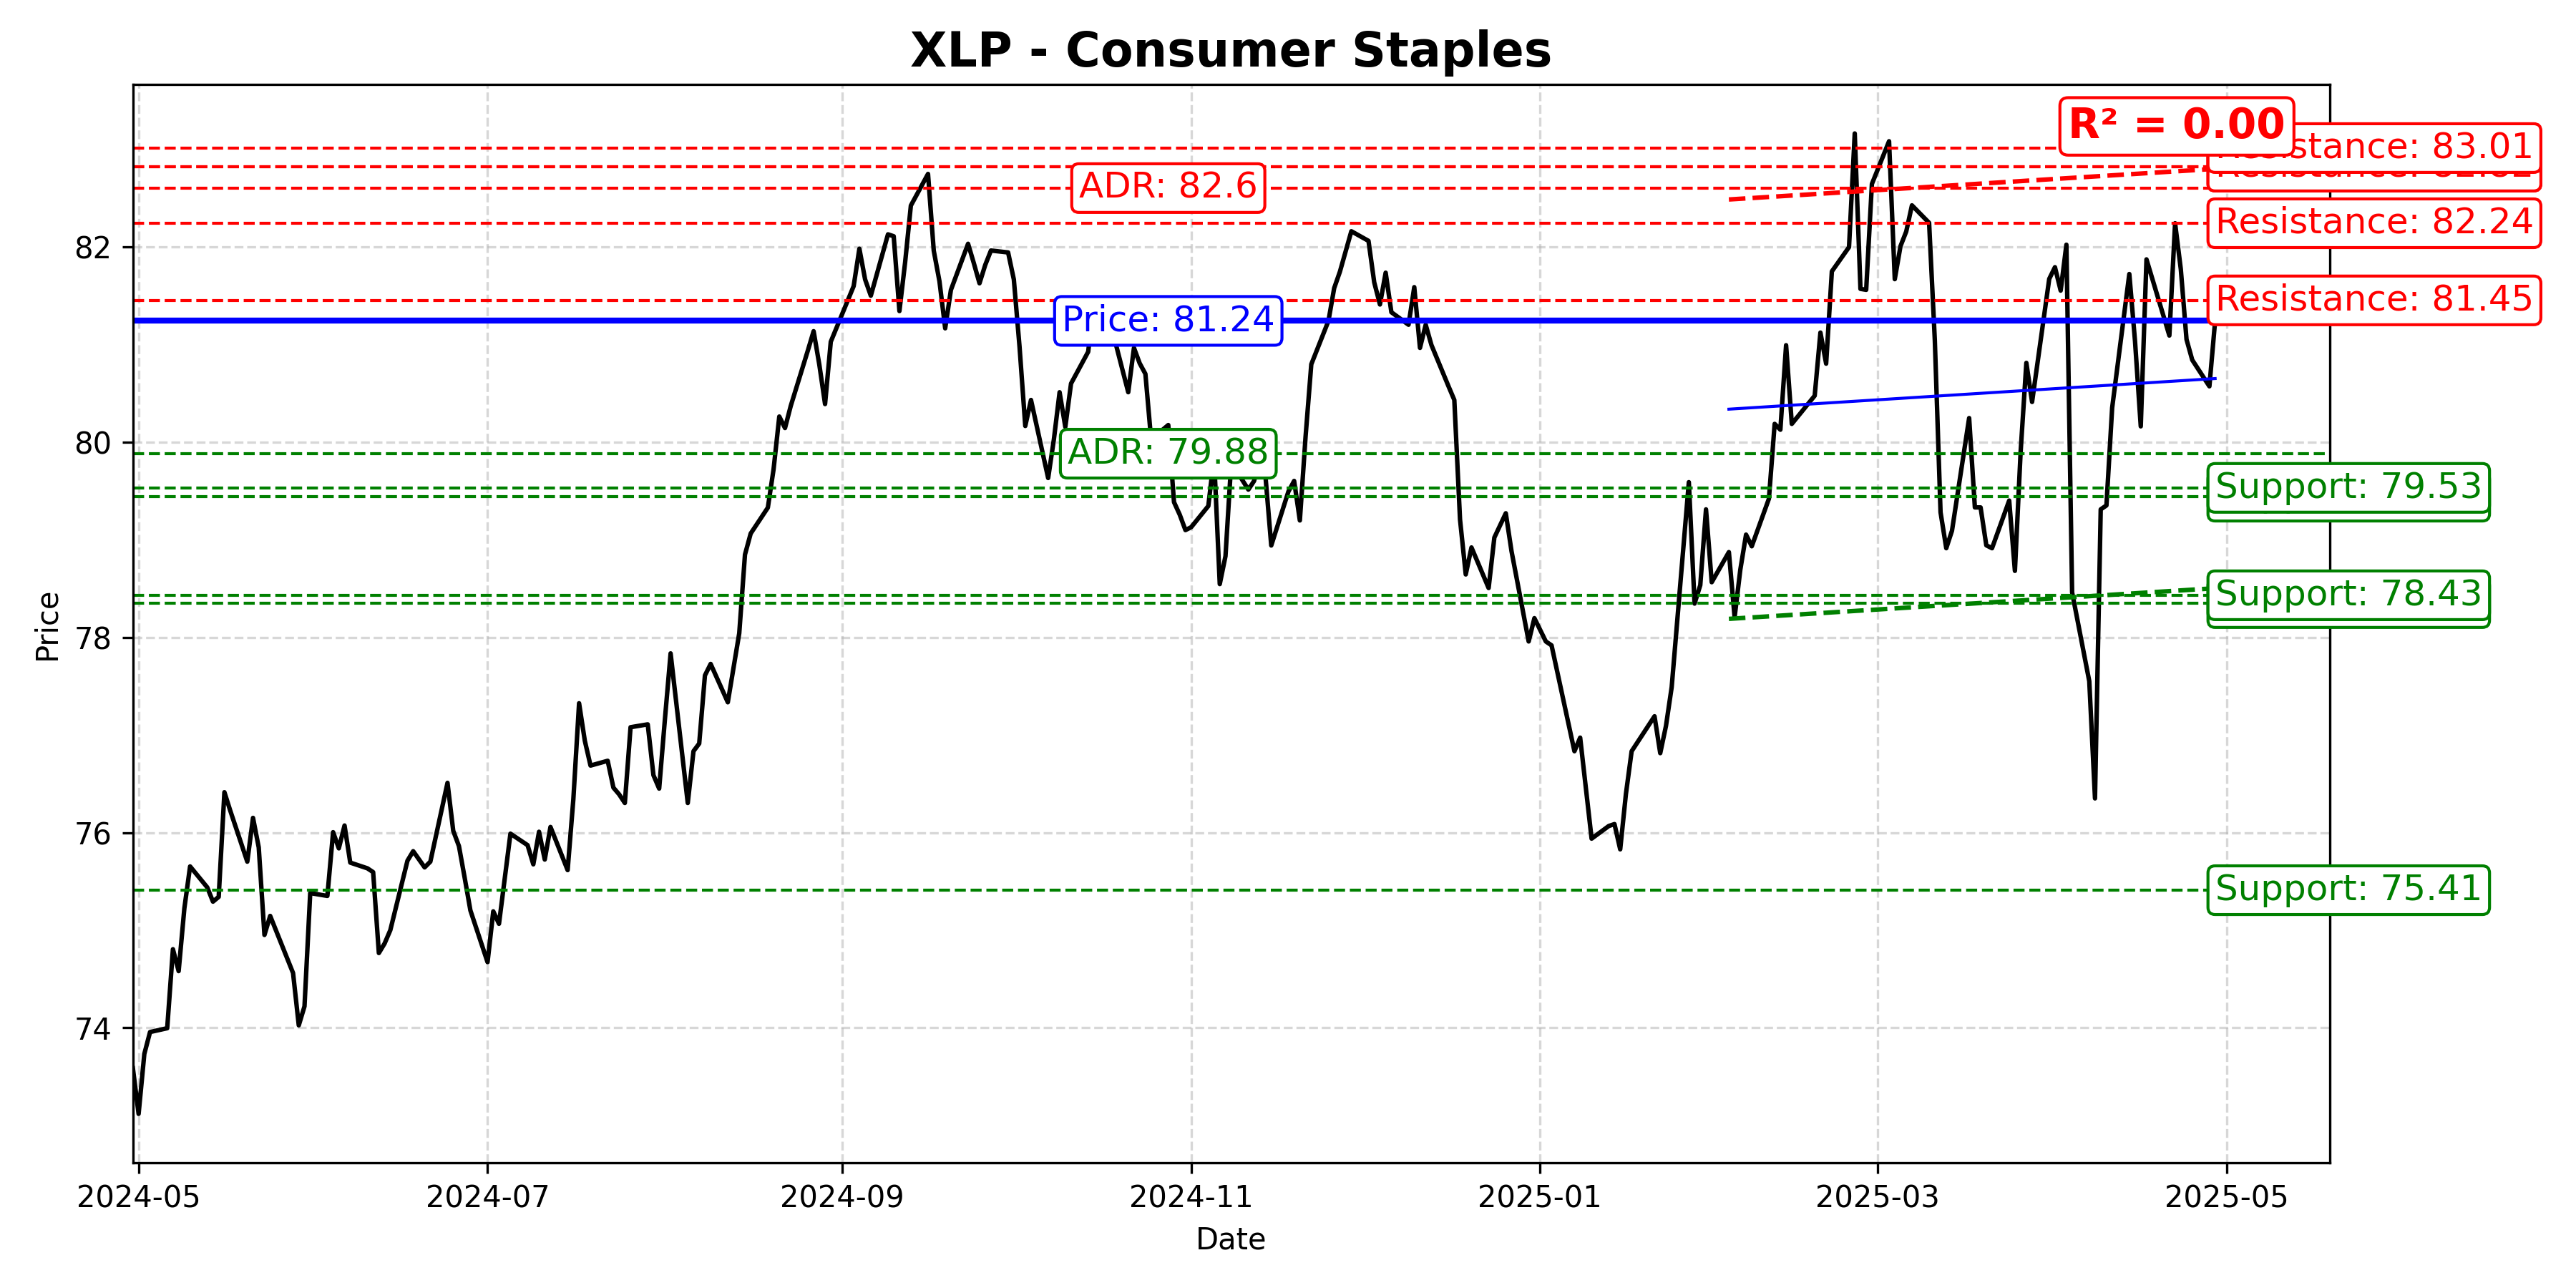 XLP - Consumer Staples
R² = 0.00
Resistance: 83.01
ADR: 82.6
Resistance: 82.24
Resistance: 81.45
Price: 81.24
ADR: 79.88
Support: 79.53
Support: 78.43
Support: 75.41
82
80
78
76
74
Price
2024-05
2024-07
2024-09
2024-11
2025-01
2025-03
2025-05
Date